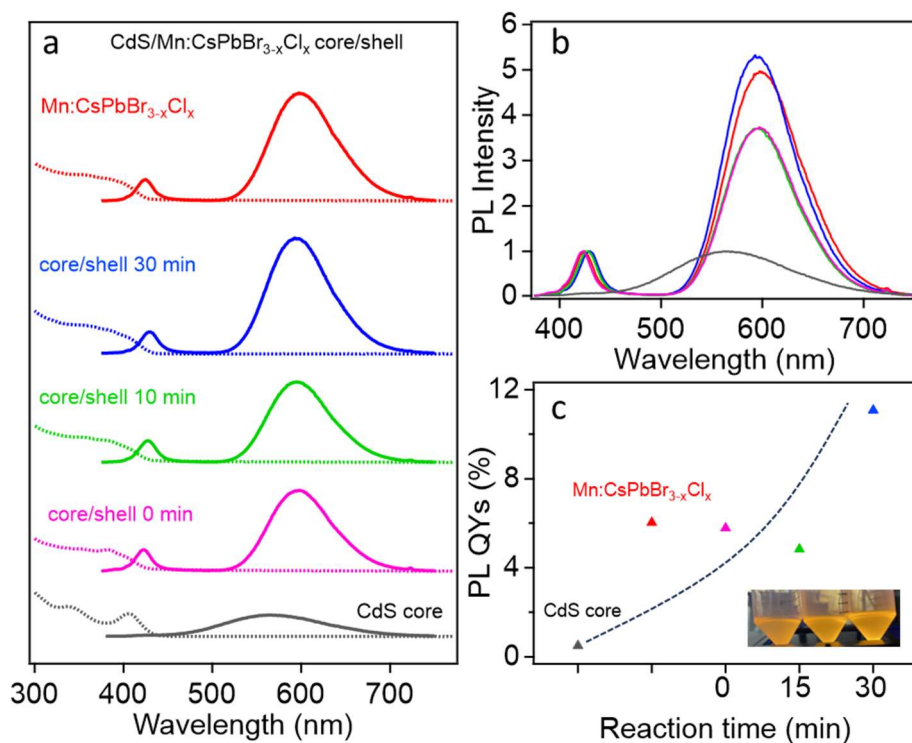 a
CdS/Mn:CsPbBr₃₋ₓClₓ core/shell
Mn:CsPbBr₃₋ₓClₓ
core/shell 30 min
core/shell 10 min
core/shell 0 min
CdS core
300 400 500 600 700
Wavelength (nm)
b
PL Intensity
6
5
4
3
2
1
0
400 500 600 700
Wavelength (nm)
c
PL QYs (%)
12
8
4
0
Mn:CsPbBr₃₋ₓClₓ
CdS core
0 15 30
Reaction time (min)